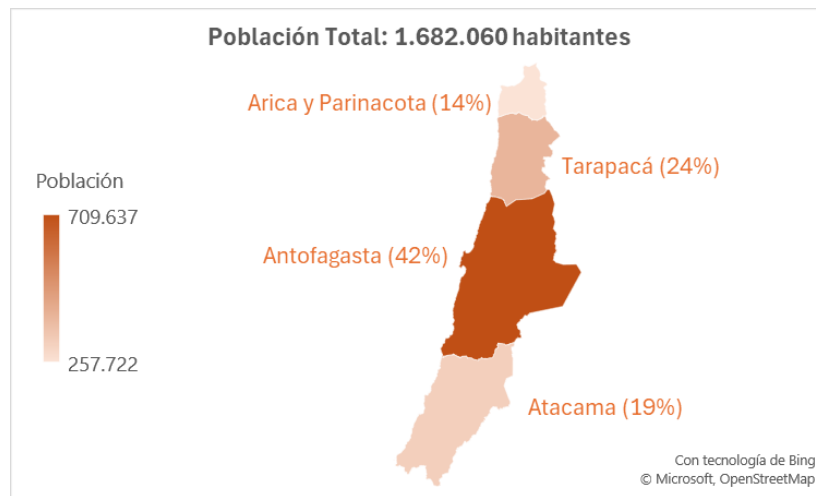 Población Total: 1.682.060 habitantes
Arica y Parinacota (14%)
Tarapacá (24%)
Población
709.637
Antofagasta (42%)
257.722
Atacama (19%)
Con tecnología de Bing
© Microsoft, OpenStreetMap